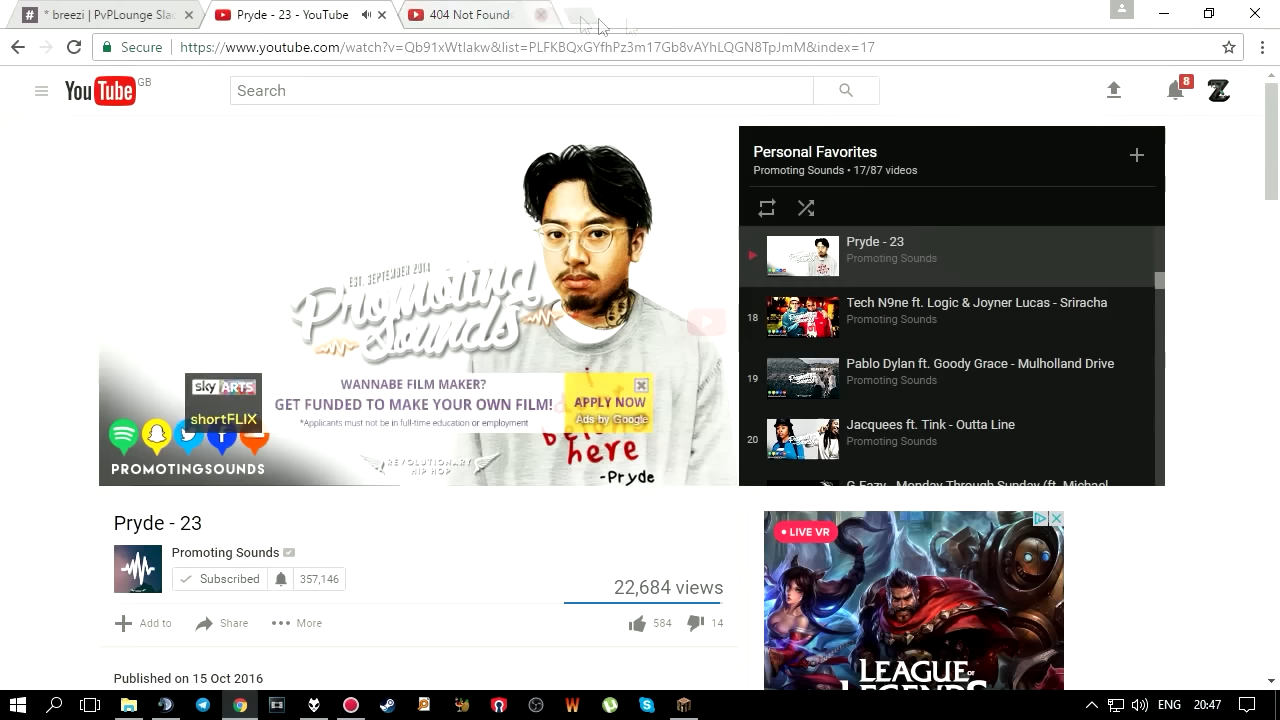 * breezi | PvPLounge Slac
Pryde - 23 - YouTube
404 Not Found
Secure
https://www.youtube.com/watch?v=Qb91xWtIakw&list=PLFKBQxGYfhPz3m17Gb8vAYhLQGN8TpJmM&index=17
YouTube GB
Search
8
EST. SEPTEMBER 2014
Promoting
Sounds
sky ARTS
shortFLIX
WANNABE FILM MAKER?
GET FUNDED TO MAKE YOUR OWN FILM!
*Applicants must not be in full-time education or employment
APPLY NOW
Ads by Google
here
-Pryde
PROMOTINGSOUNDS
REVOLUTIONARY
HIP HOP
Personal Favorites
Promoting Sounds • 17/87 videos
Pryde - 23
Promoting Sounds
18
Tech N9ne ft. Logic & Joyner Lucas - Sriracha
Promoting Sounds
19
Pablo Dylan ft. Goody Grace - Mulholland Drive
Promoting Sounds
20
Jacquees ft. Tink - Outta Line
Promoting Sounds
G-Eazy - Monday Through Sunday (ft. Michael
Pryde - 23
Promoting Sounds
Subscribed
357,146
22,684 views
Add to
Share
More
584
14
Published on 15 Oct 2016
LIVE VR
LEAGUE OF
LEGENDS
ENG
20:47